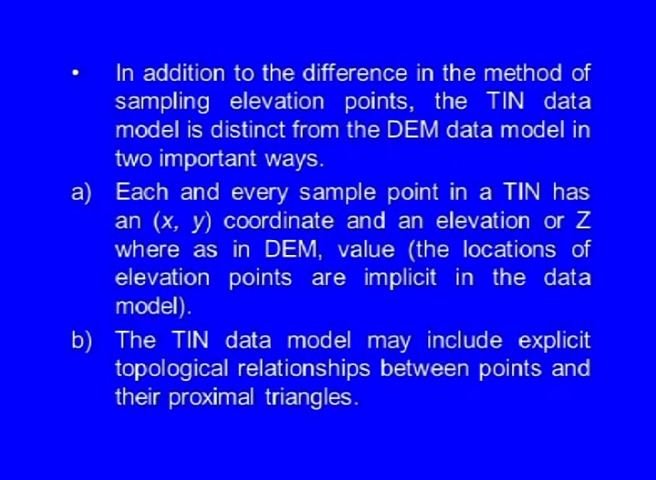 • In addition to the difference in the method of
sampling elevation points, the TIN data
model is distinct from the DEM data model in
two important ways.
a) Each and every sample point in a TIN has
an (x, y) coordinate and an elevation or Z
where as in DEM, value (the locations of
elevation points are implicit in the data
model).
b) The TIN data model may include explicit
topological relationships between points and
their proximal triangles.